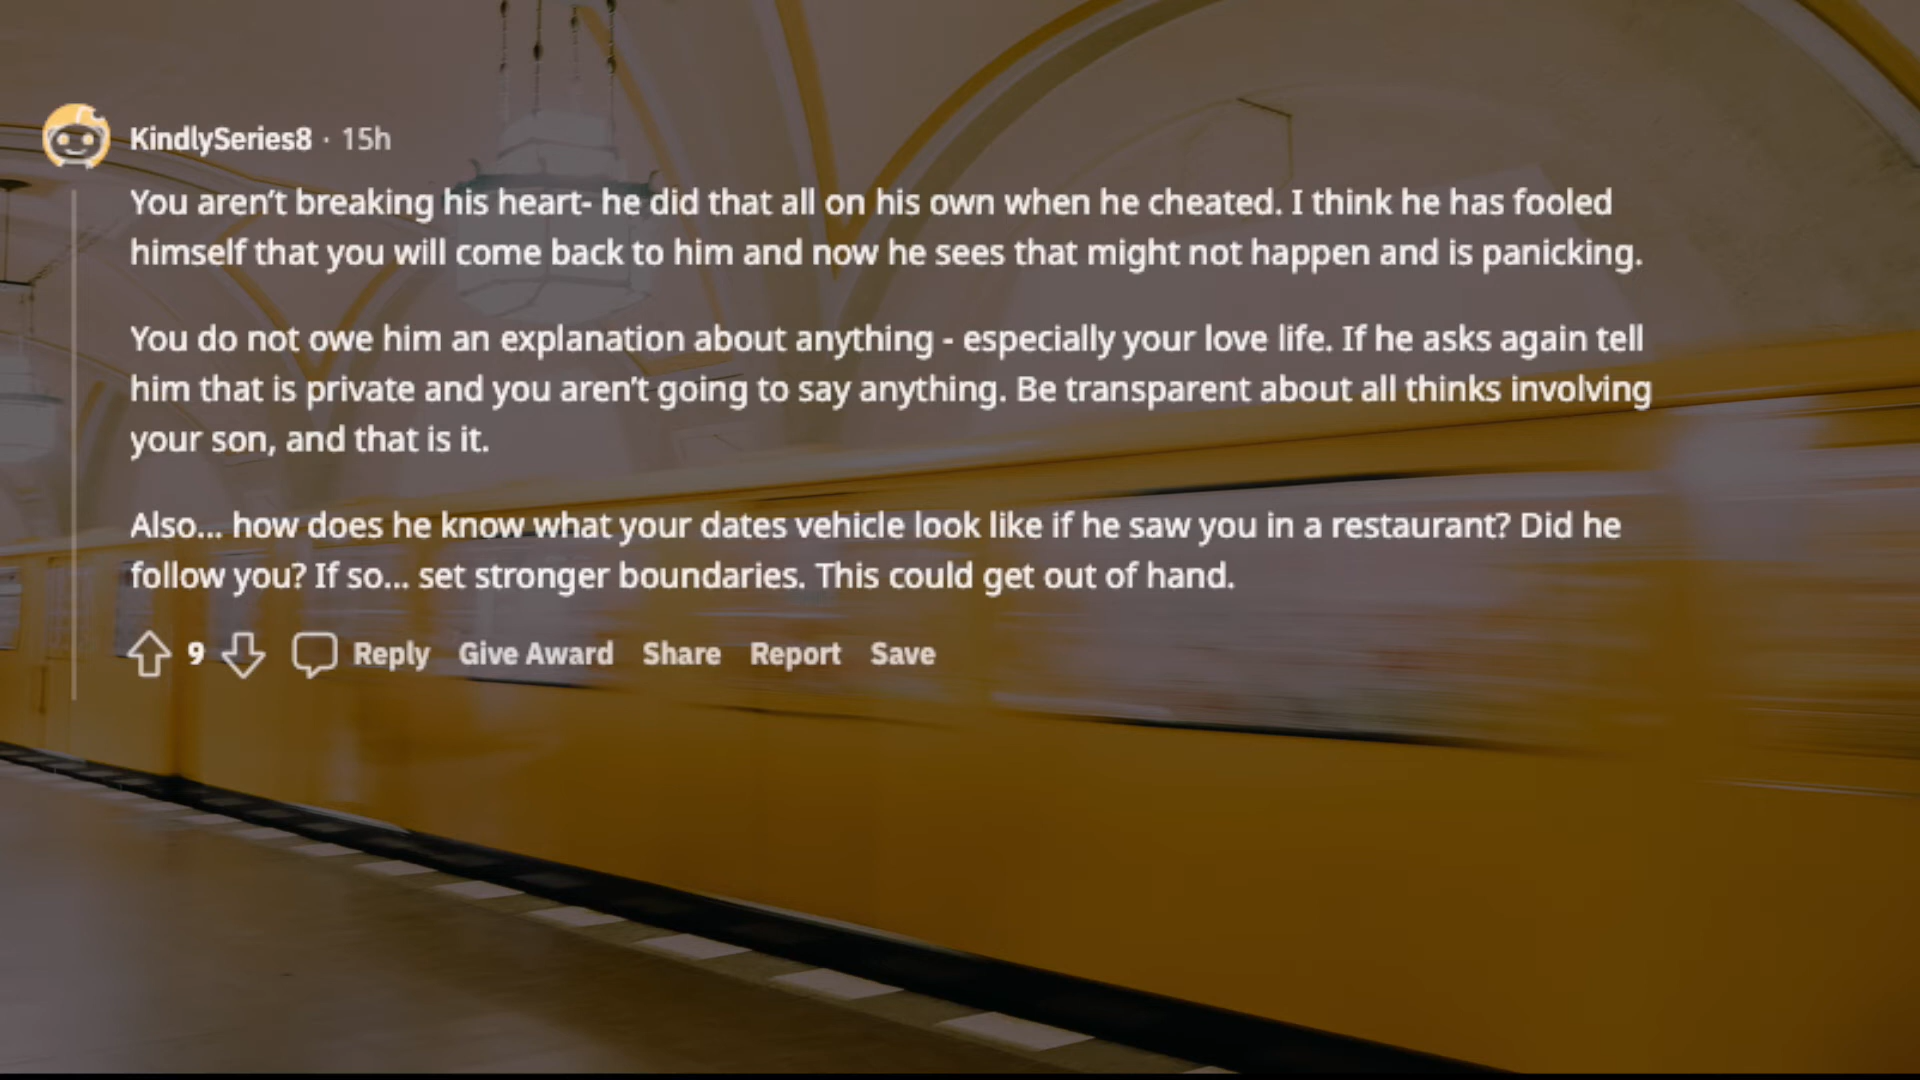 KindlySeries8 · 15h
You aren’t breaking his heart- he did that all on his own when he cheated. I think he has fooled
himself that you will come back to him and now he sees that might not happen and is panicking.
You do not owe him an explanation about anything - especially your love life. If he asks again tell
him that is private and you aren’t going to say anything. Be transparent about all thinks involving
your son, and that is it.
Also... how does he know what your dates vehicle look like if he saw you in a restaurant? Did he
follow you? If so... set stronger boundaries. This could get out of hand.
9 Reply Give Award Share Report Save